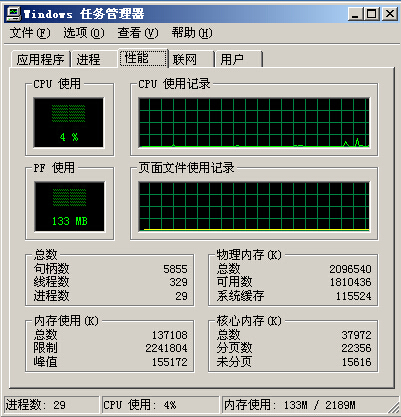 Windows 任务管理器
文件(F) 选项(O) 查看(V) 帮助(H)
应用程序 进程 性能 联网 用户
CPU 使用
4 %
CPU 使用记录
PF 使用
133 MB
页面文件使用记录
总数
句柄数 5855
线程数 329
进程数 29
物理内存(K)
总数 2096540
可用数 1810436
系统缓存 115524
内存使用(K)
总数 137108
限制 2241804
峰值 155172
核心内存(K)
总数 37972
分页数 22356
未分页 15616
进程数: 29 CPU 使用: 4% 内存使用: 133M / 2189M